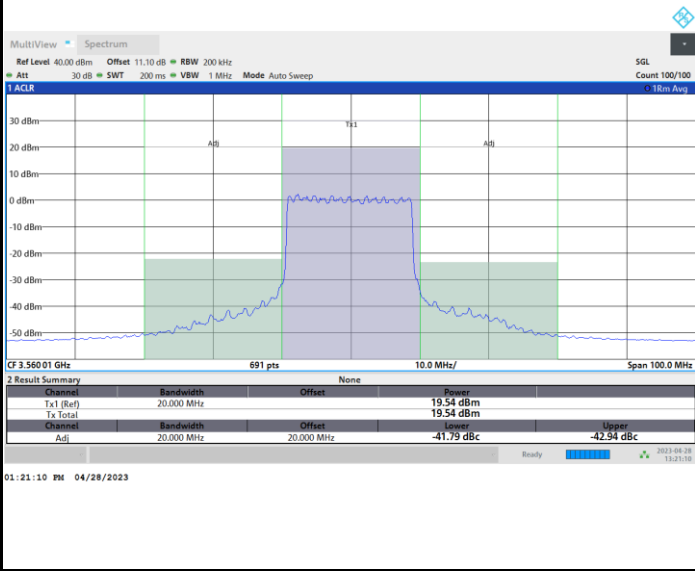 MultiView Spectrum
Ref Level 40.00 dBm Offset 11.10 dB RBW 200 kHz SGL
Att 30 dB SWT 200 ms VBW 1 MHz Mode Auto Sweep Count 100/100
1 ACLR 1Rm Avg
30 dBm
Tx1
20 dBm Adj Adj
10 dBm
0 dBm
-10 dBm
-20 dBm
-30 dBm
-40 dBm
-50 dBm
CF 3.56001 GHz 691 pts 10.0 MHz/ Span 100.0 MHz
2 Result Summary None
Channel Bandwidth Offset Power
Tx1 (Ref) 20.000 MHz 19.54 dBm
Tx Total 19.54 dBm
Channel Bandwidth Offset Lower Upper
Adj 20.000 MHz 20.000 MHz -41.79 dBc -42.94 dBc
Ready 2023-04-28
13:21:10
01:21:10 PM 04/28/2023